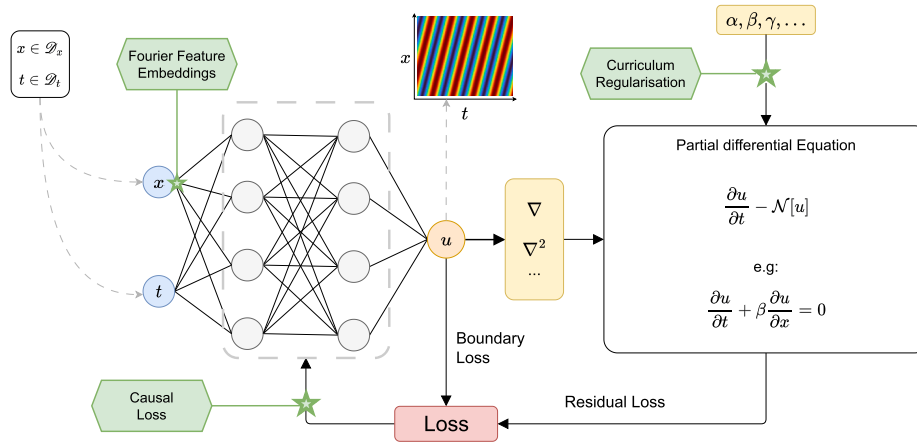 x ∈ 𝒟ₓ
t ∈ 𝒟ₜ
Fourier Feature
Embeddings
x
t
α, β, γ, . . .
Curriculum
Regularisation
Partial differential Equation
∂u/∂t − 𝒩[u]
e.g:
∂u/∂t + β ∂u/∂x = 0
x
t
u
∇
∇²
...
Boundary
Loss
Causal
Loss
Loss
Residual Loss